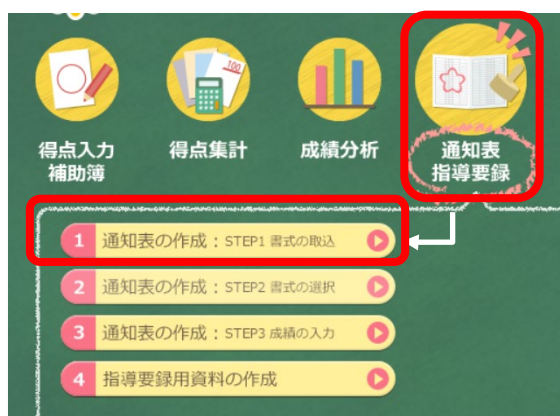 100
得点入力
補助簿
得点集計
成績分析
通知表
指導要録
1 通知表の作成：STEP1 書式の取込
2 通知表の作成：STEP2 書式の選択
3 通知表の作成：STEP3 成績の入力
4 指導要録用資料の作成